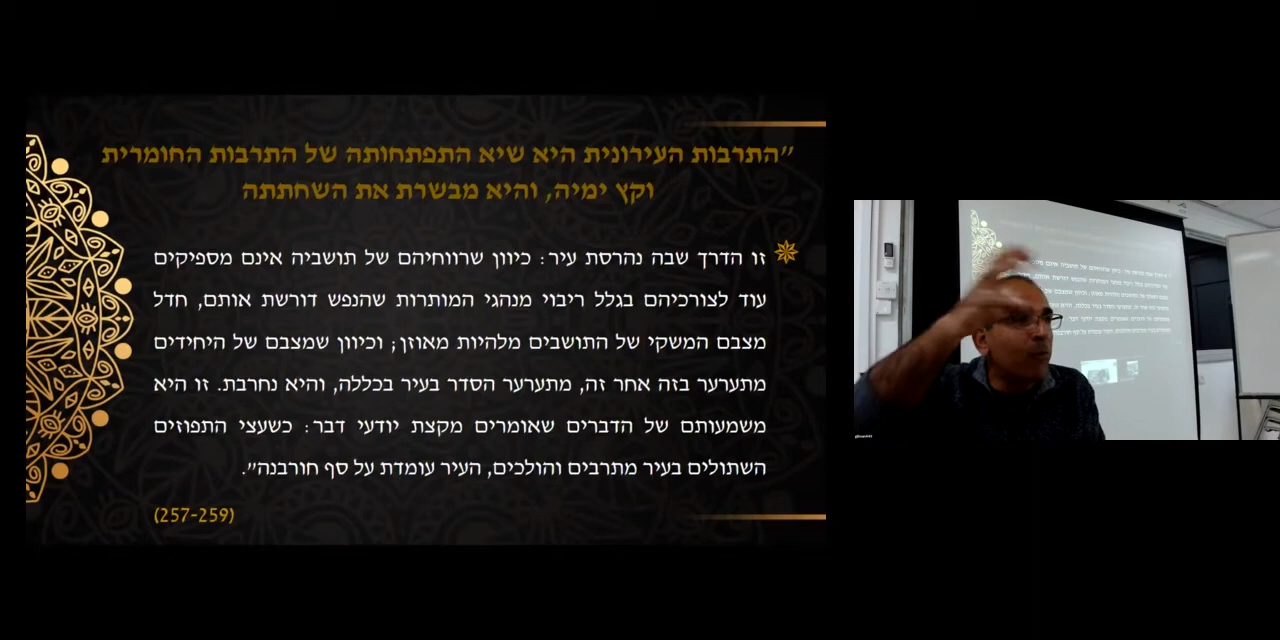 "התרבות העירונית היא שיא התפתחותה של התרבות החומרית
וקץ ימיה, והיא מבשרת את השחתתה
זו הדרך שבה נהרסת עיר: כיוון שרווחיהם של תושביה אינם מספיקים
עוד לצורכיהם בגלל ריבוי מנהגי המותרות שהנפש דורשת אותם, חדל
מצבם המשקי של התושבים מלהיות מאוזן; וכיוון שמצבם של היחידים
מתערער בזה אחר זה, מתערער הסדר בעיר בכללה, והיא נחרבת. זו היא
משמעותם של הדברים שאומרים מקצת יודעי דבר: כשעצי התפוזים
השתולים בעיר מתרבים והולכים, העיר עומדת על סף חורבנה".
(257-259)